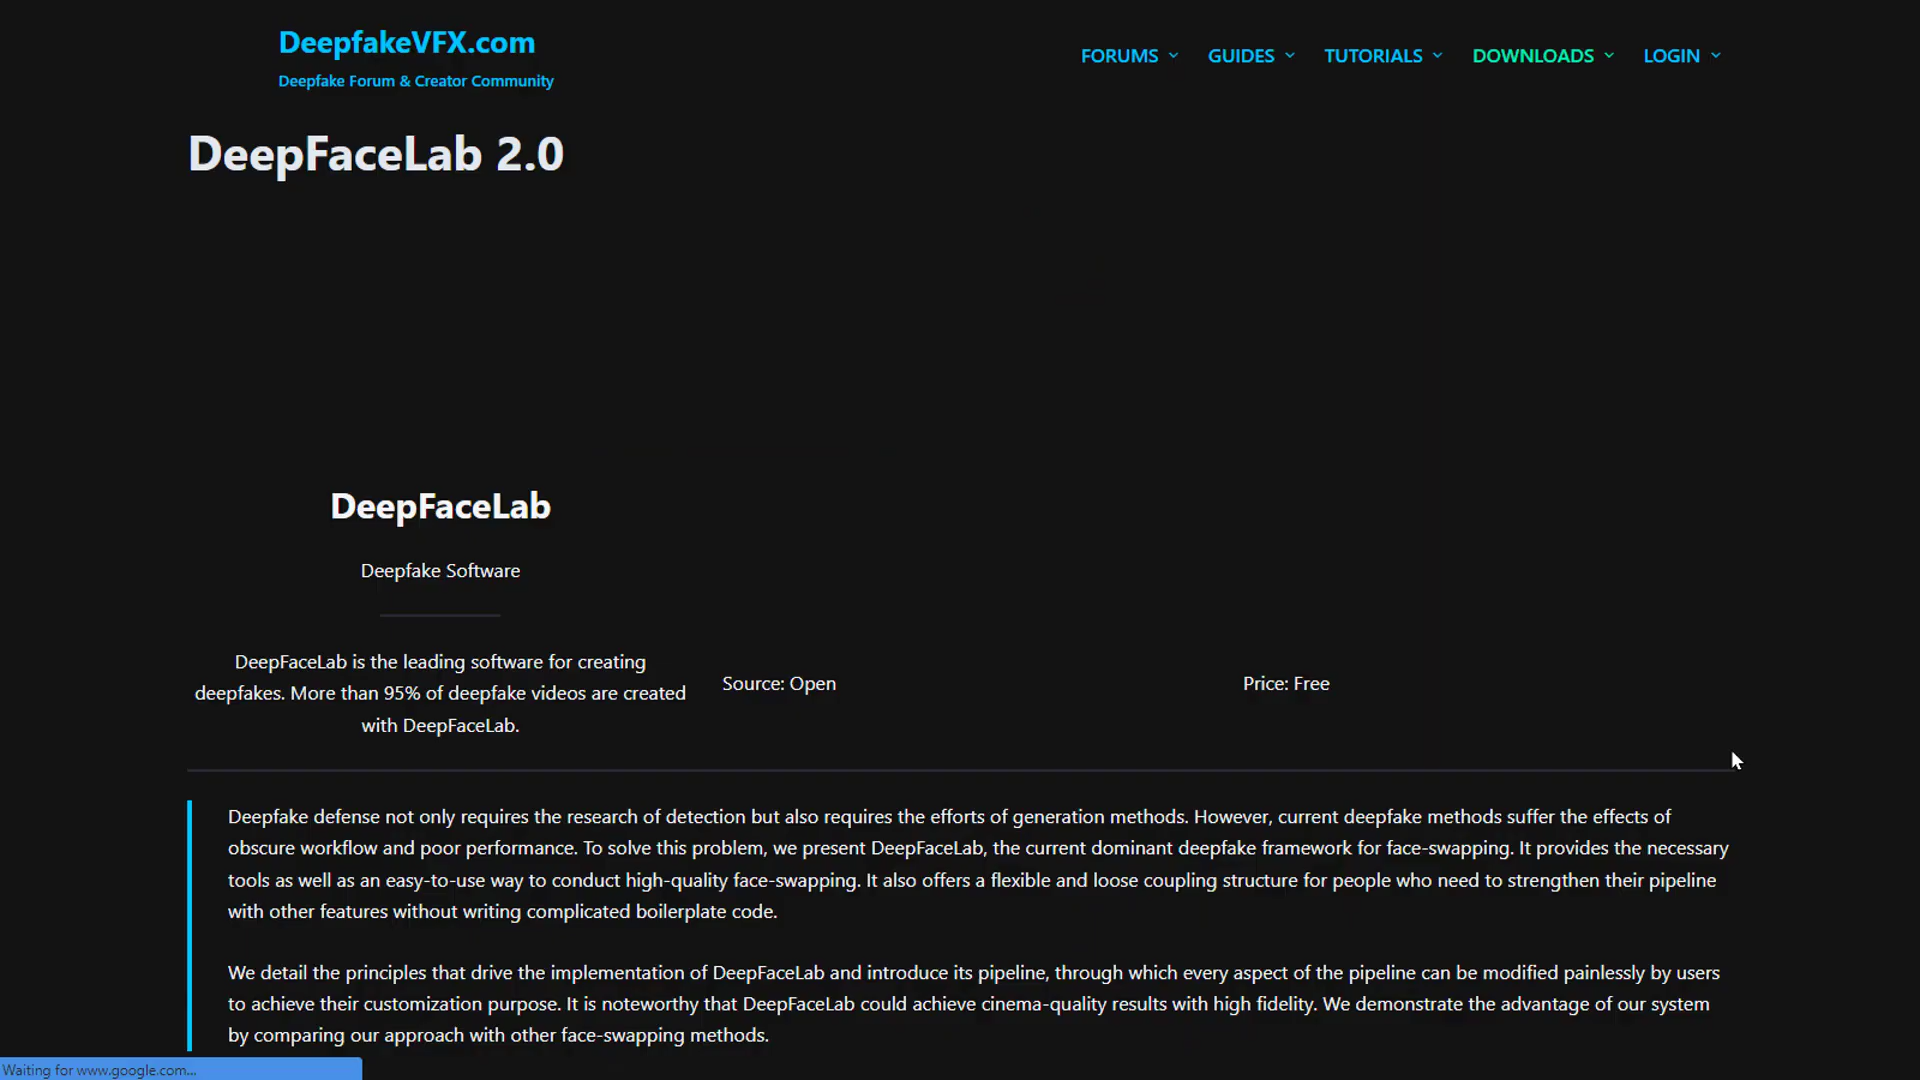 DeepfakeVFX.com
Deepfake Forum & Creator Community
FORUMS
GUIDES
TUTORIALS
DOWNLOADS
LOGIN
DeepFaceLab 2.0
DeepFaceLab
Deepfake Software
DeepFaceLab is the leading software for creating
deepfakes. More than 95% of deepfake videos are created
with DeepFaceLab.
Source: Open
Price: Free
Deepfake defense not only requires the research of detection but also requires the efforts of generation methods. However, current deepfake methods suffer the effects of
obscure workflow and poor performance. To solve this problem, we present DeepFaceLab, the current dominant deepfake framework for face-swapping. It provides the necessary
tools as well as an easy-to-use way to conduct high-quality face-swapping. It also offers a flexible and loose coupling structure for people who need to strengthen their pipeline
with other features without writing complicated boilerplate code.
We detail the principles that drive the implementation of DeepFaceLab and introduce its pipeline, through which every aspect of the pipeline can be modified painlessly by users
to achieve their customization purpose. It is noteworthy that DeepFaceLab could achieve cinema-quality results with high fidelity. We demonstrate the advantage of our system
by comparing our approach with other face-swapping methods.
Waiting for www.google.com...